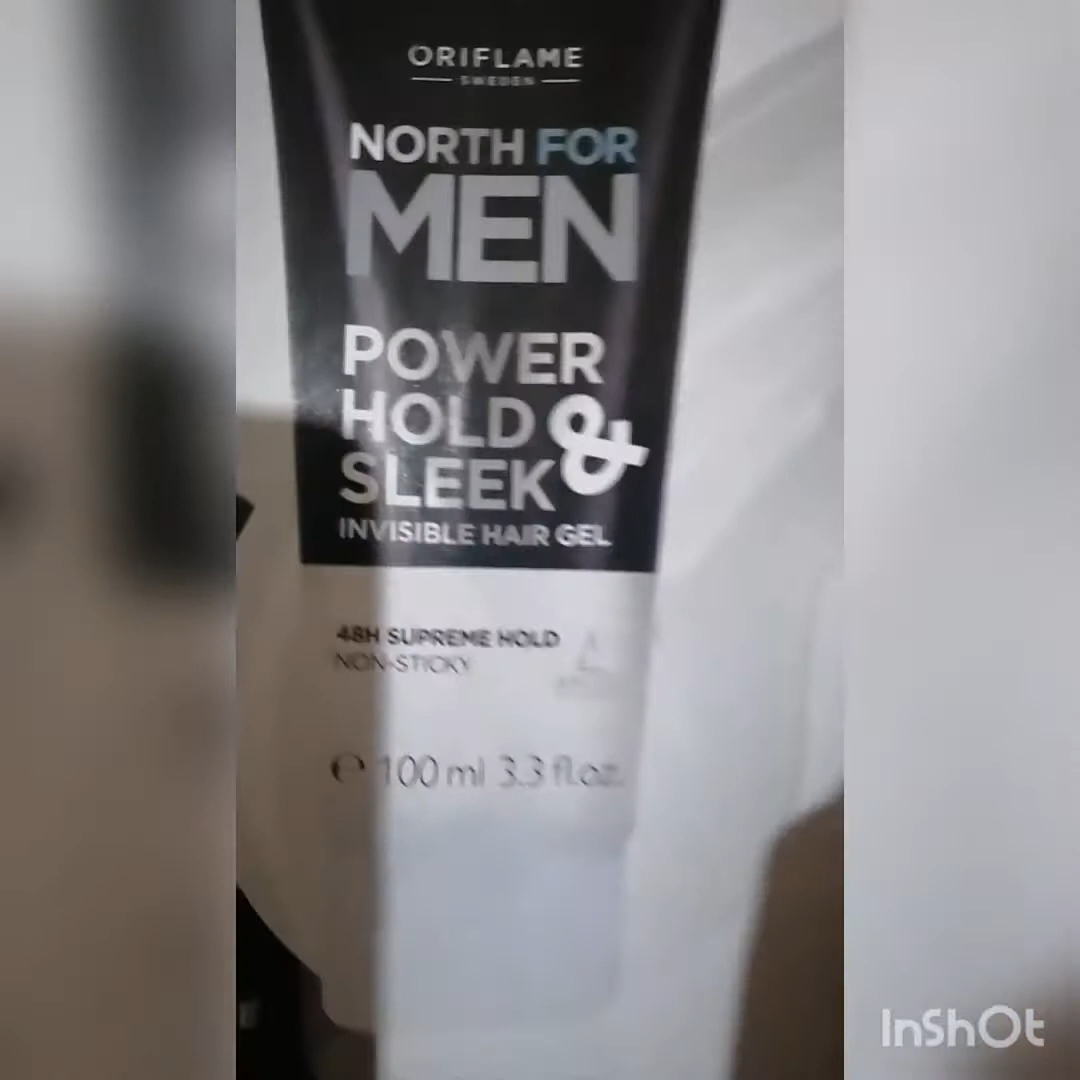 ORIFLAME
SWEDEN
NORTH FOR
MEN
POWER
HOLD &
SLEEK
INVISIBLE HAIR GEL
48H SUPREME HOLD
NON-STICKY
℮ 100 ml 3.3 fl.oz.
InShOt